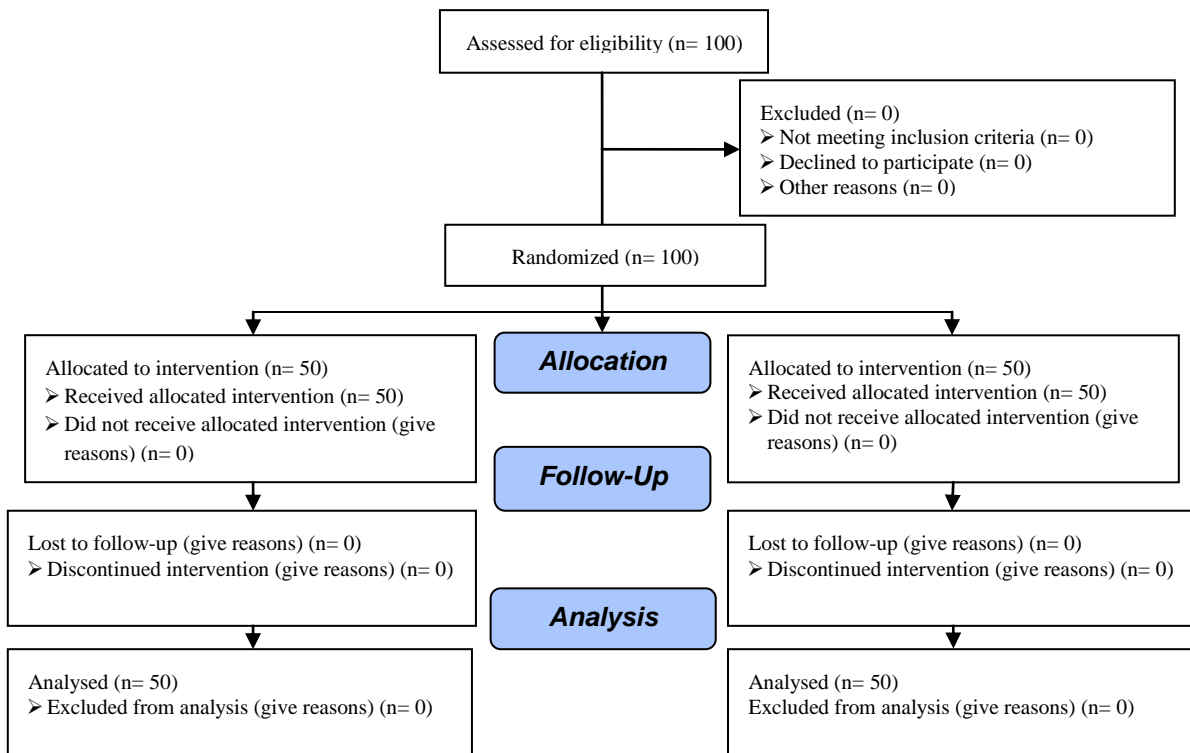 Assessed for eligibility (n= 100)
Excluded (n= 0)
➢ Not meeting inclusion criteria (n= 0)
➢ Declined to participate (n= 0)
➢ Other reasons (n= 0)
Randomized (n= 100)
Allocation
Allocated to intervention (n= 50)
➢ Received allocated intervention (n= 50)
➢ Did not receive allocated intervention (give
reasons) (n= 0)
Allocated to intervention (n= 50)
➢ Received allocated intervention (n= 50)
➢ Did not receive allocated intervention (give
reasons) (n= 0)
Follow-Up
Lost to follow-up (give reasons) (n= 0)
➢ Discontinued intervention (give reasons) (n= 0)
Lost to follow-up (give reasons) (n= 0)
➢ Discontinued intervention (give reasons) (n= 0)
Analysis
Analysed (n= 50)
➢ Excluded from analysis (give reasons) (n= 0)
Analysed (n= 50)
Excluded from analysis (give reasons) (n= 0)